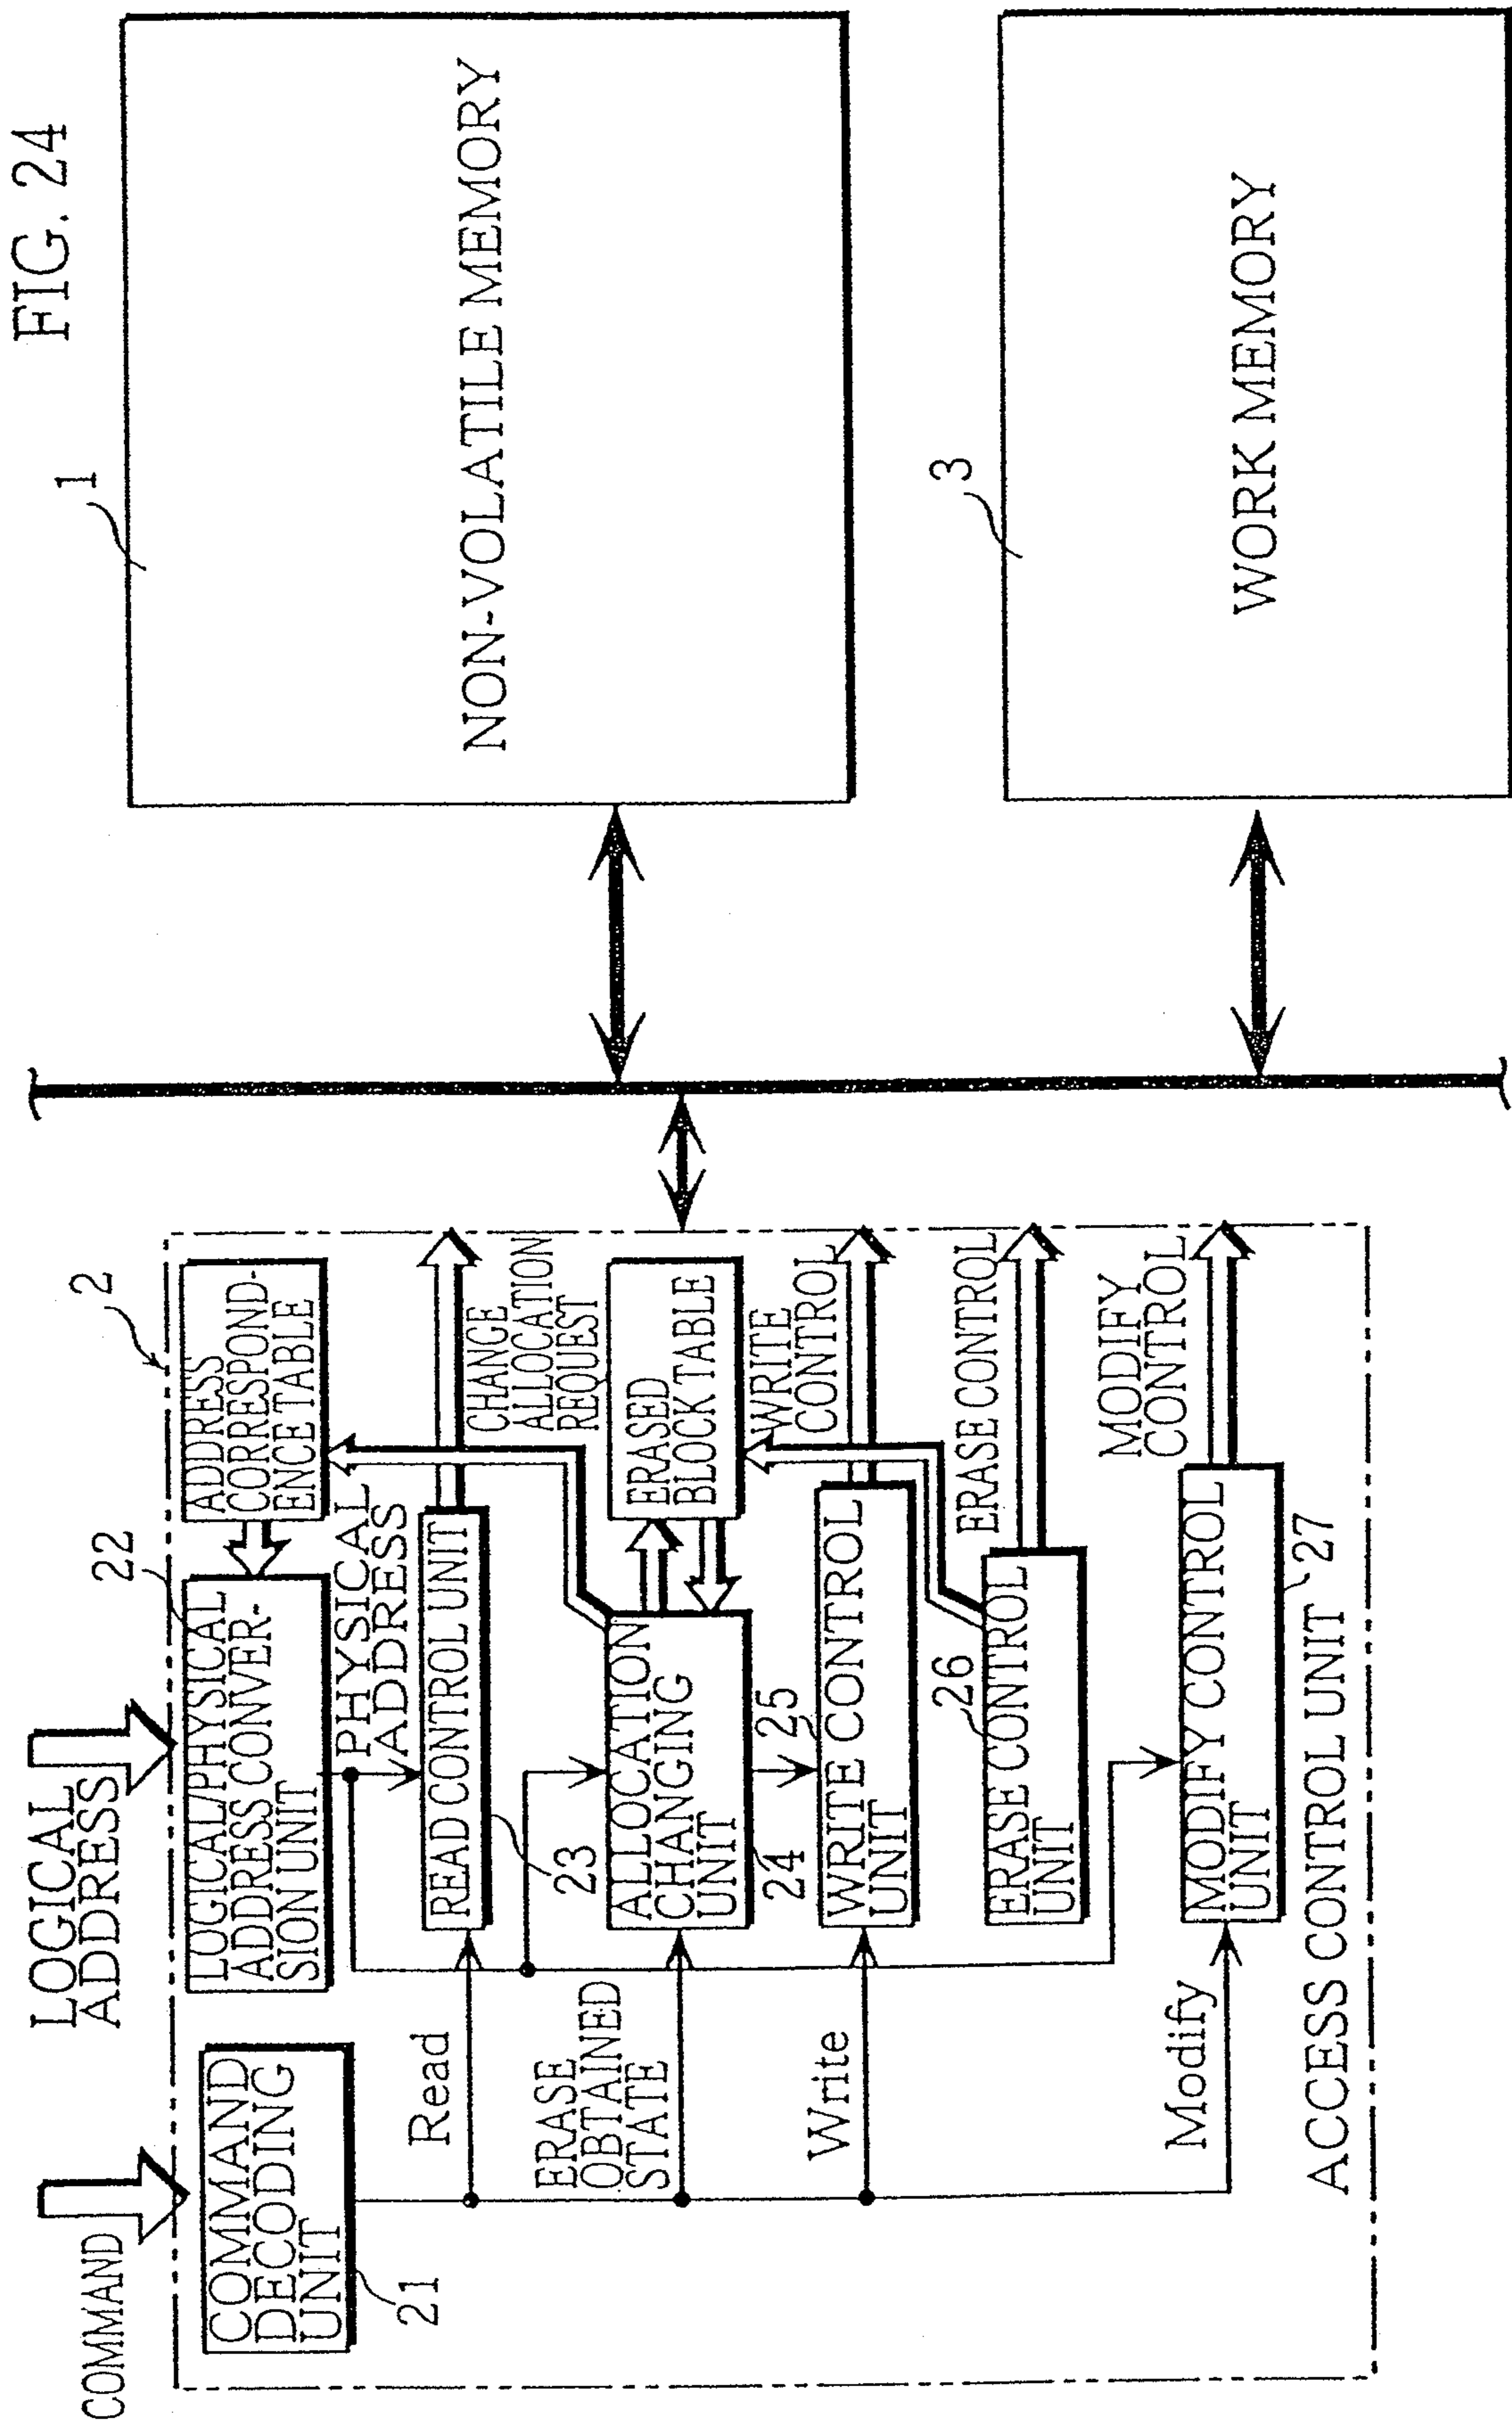 FIG. 24
COMMAND
LOGICAL
ADDRESS
2
1
COMMAND
DECODING
UNIT
21
LOGICAL/PHYSICAL
ADDRESS CONVER-
SION UNIT
22
ADDRESS
CORRESPOND-
ENCE TABLE
NON-VOLATILE MEMORY
PHYSICAL
ADDRESS
Read
READ CONTROL UNIT
23
CHANGE
ALLOCATION
REQUEST
ERASE
OBTAINED
STATE
ALLOCATION
CHANGING
UNIT
24
ERASED
BLOCK TABLE
WRITE
CONTROL
Write
25
WRITE CONTROL
UNIT
26
ERASE CONTROL
UNIT
ERASE CONTROL
3
WORK MEMORY
MODIFY
CONTROL
Modify
MODIFY CONTROL
UNIT
27
ACCESS CONTROL UNIT